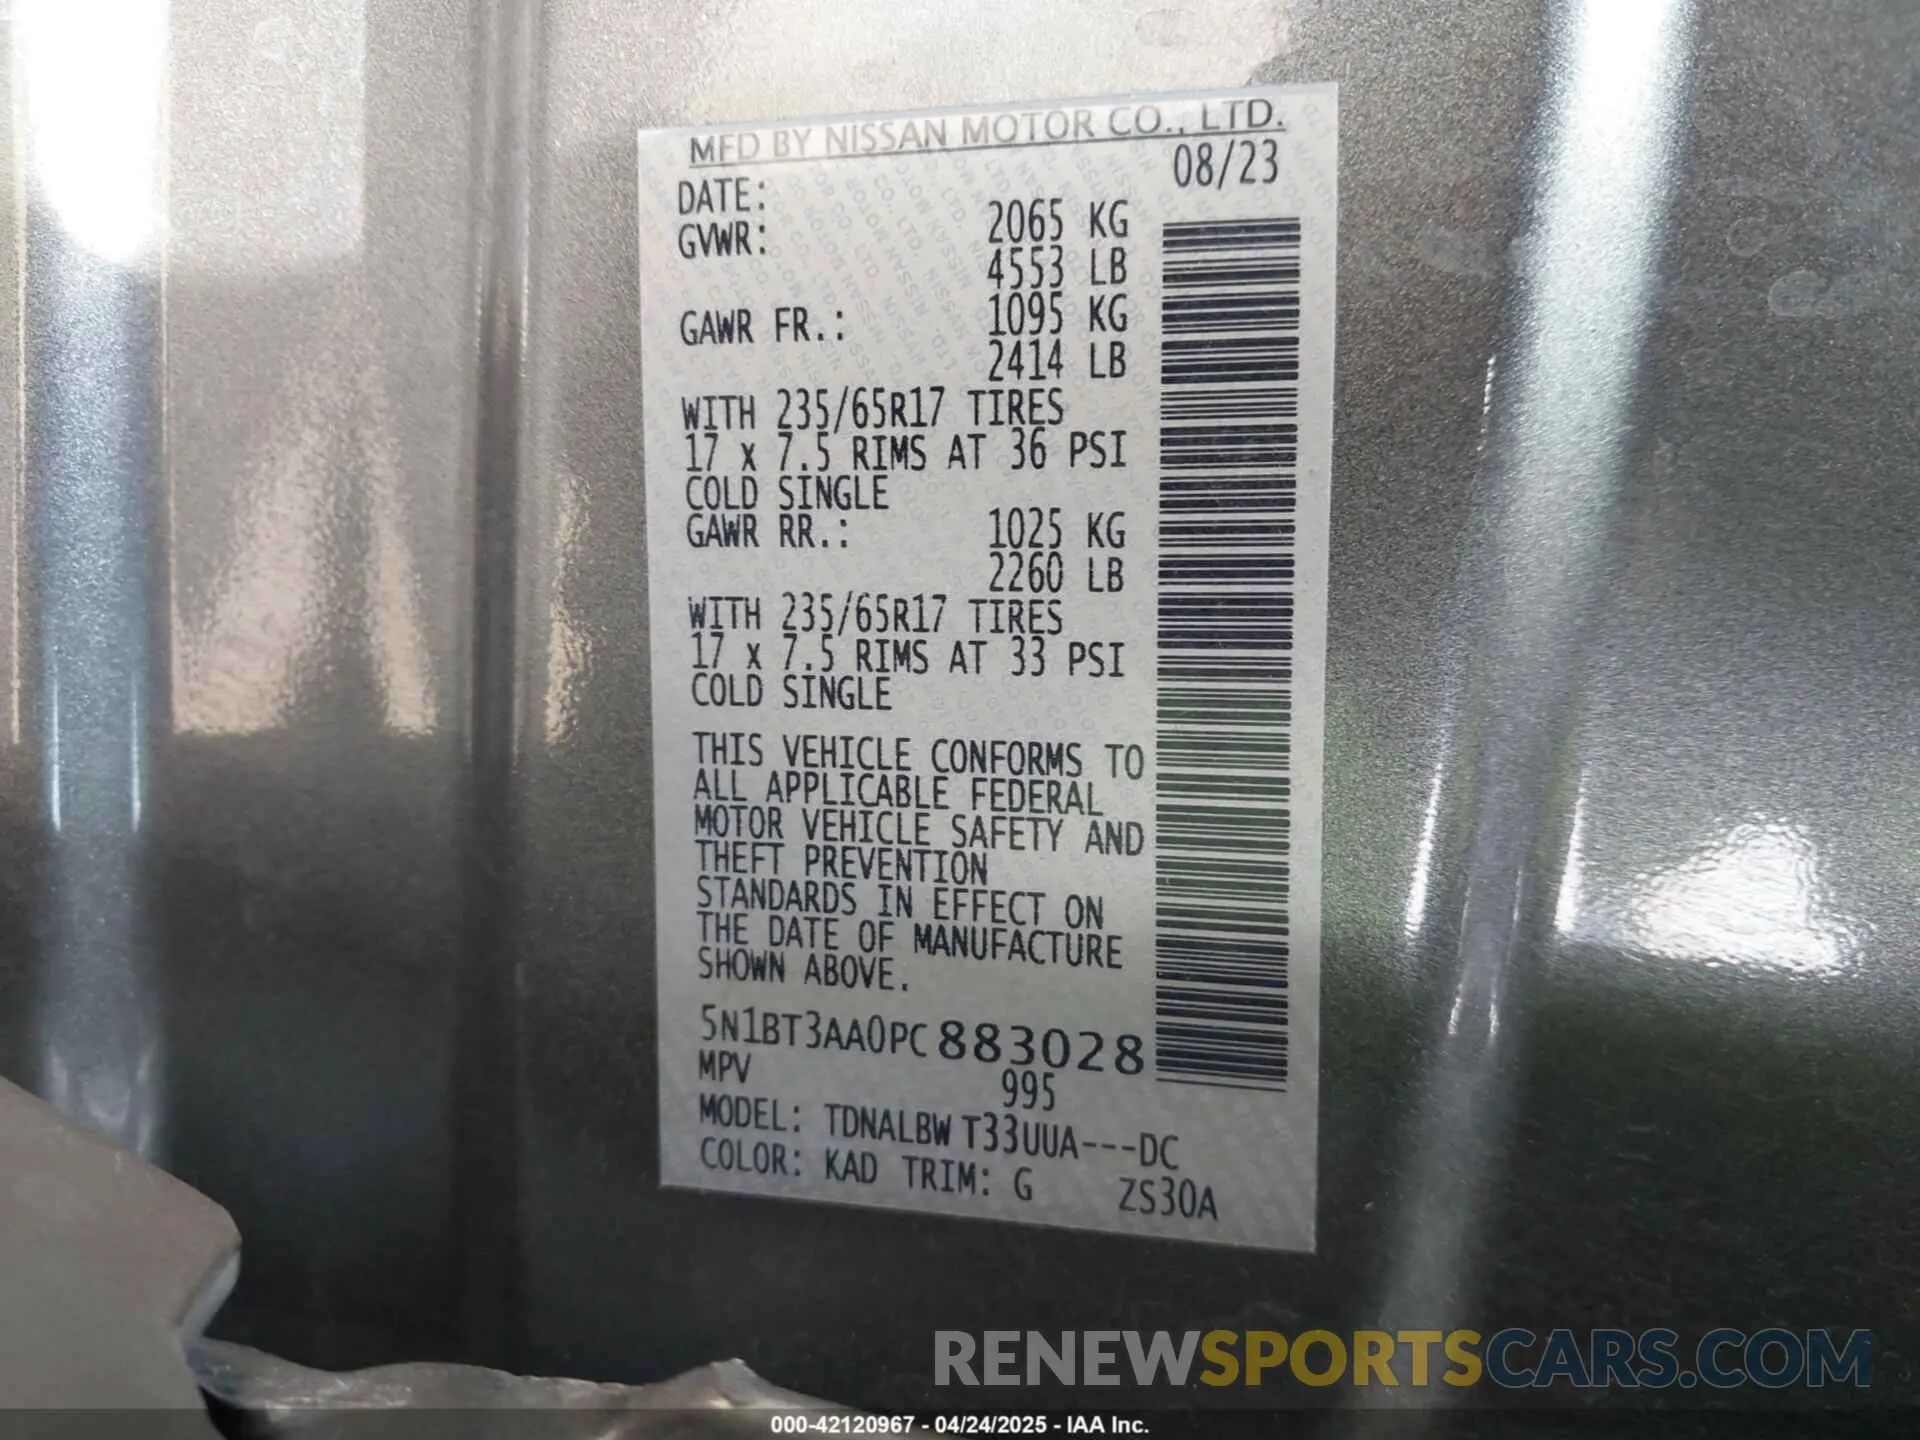 MFD BY NISSAN MOTOR CO., LTD.
DATE: 08/23
GVWR: 2065 KG
4553 LB
GAWR FR.: 1095 KG
2414 LB
WITH 235/65R17 TIRES
17 x 7.5 RIMS AT 36 PSI
COLD SINGLE
GAWR RR.: 1025 KG
2260 LB
WITH 235/65R17 TIRES
17 x 7.5 RIMS AT 33 PSI
COLD SINGLE
THIS VEHICLE CONFORMS TO
ALL APPLICABLE FEDERAL
MOTOR VEHICLE SAFETY AND
THEFT PREVENTION
STANDARDS IN EFFECT ON
THE DATE OF MANUFACTURE
SHOWN ABOVE.
5N1BT3AA0PC883028
MPV 995
MODEL: TDNALBW T33UUA---DC
COLOR: KAD TRIM: G ZS30A
RENEWSPORTSCARS.COM
000-42120967 - 04/24/2025 - IAA Inc.